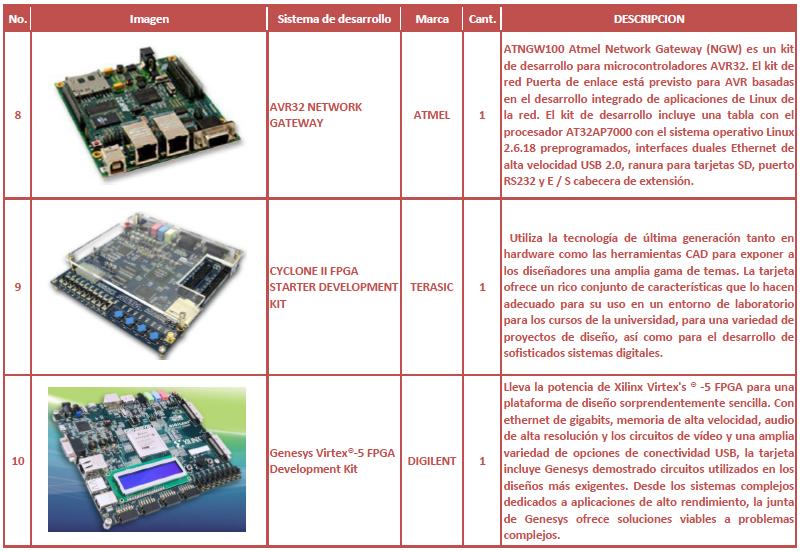 No. Imagen Sistema de desarrollo Marca Cant. DESCRIPCION
8
AVR32 NETWORK
GATEWAY
ATMEL
1
ATNGW100 Atmel Network Gateway (NGW) es un kit
de desarrollo para microcontroladores AVR32. El kit de
red Puerta de enlace está previsto para AVR basadas
en el desarrollo integrado de aplicaciones de Linux de
la red. El kit de desarrollo incluye una tabla con el
procesador AT32AP7000 con el sistema operativo Linux
2.6.18 preprogramados, interfaces duales Ethernet de
alta velocidad USB 2.0, ranura para tarjetas SD, puerto
RS232 y E / S cabecera de extensión.
9
CYCLONE II FPGA
STARTER DEVELOPMENT
KIT
TERASIC
1
Utiliza la tecnología de última generación tanto en
hardware como las herramientas CAD para exponer a
los diseñadores una amplia gama de temas. La tarjeta
ofrece un rico conjunto de características que lo hacen
adecuado para su uso en un entorno de laboratorio
para los cursos de la universidad, para una variedad de
proyectos de diseño, así como para el desarrollo de
sofisticados sistemas digitales.
10
XILINX
Genesys Virtex®-5 FPGA
Development Kit
DIGILENT
1
Lleva la potencia de Xilinx Virtex's ® -5 FPGA para una
plataforma de diseño sorprendentemente sencilla. Con
ethernet de gigabits, memoria de alta velocidad, audio
de alta resolución y los circuitos de vídeo y una amplia
variedad de opciones de conectividad USB, la tarjeta
incluye Genesys demostrado circuitos utilizados en los
diseños más exigentes. Desde los sistemas complejos
dedicados a aplicaciones de alto rendimiento, la junta
de Genesys ofrece soluciones viables a problemas
complejos.